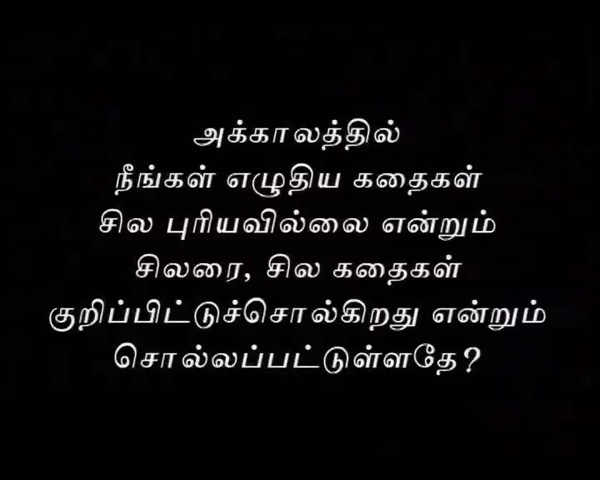 அக்காலத்தில்
நீங்கள் எழுதிய கதைகள்
சில புரியவில்லை என்றும்
சிலரை, சில கதைகள்
குறிப்பிட்டுச்சொல்கிறது என்றும்
சொல்லப்பட்டுள்ளதே?